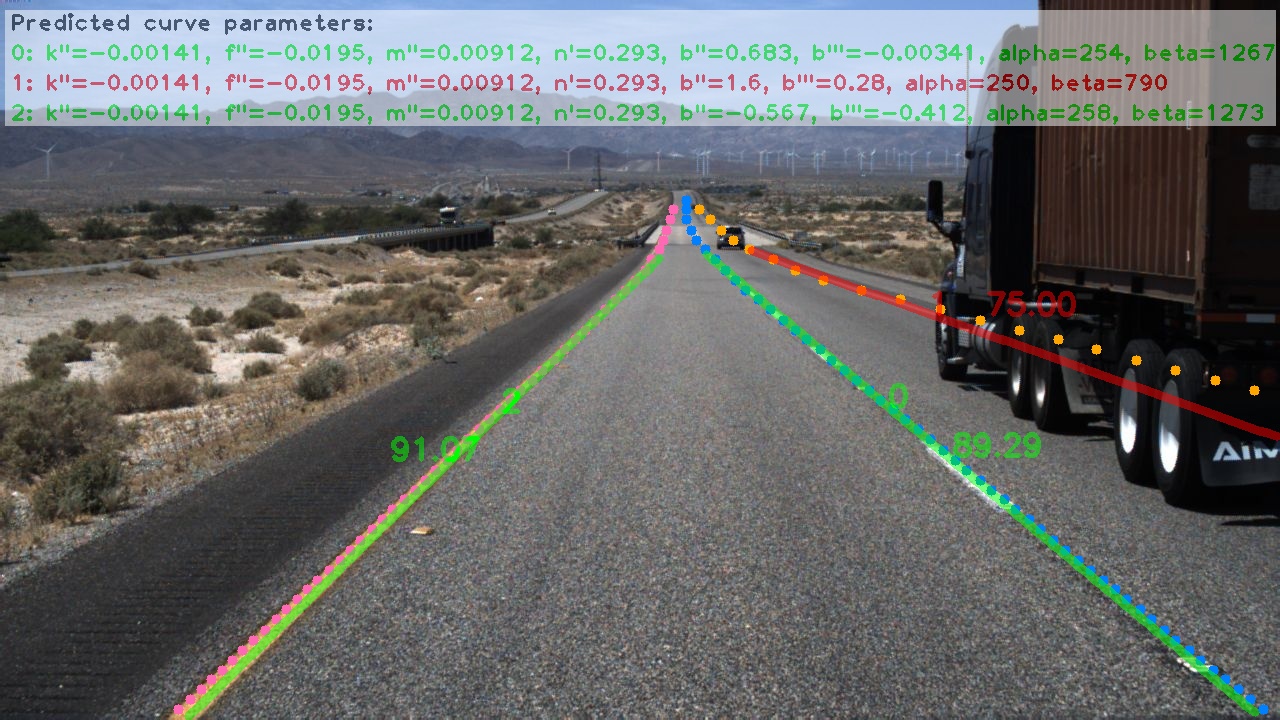 Predicted curve parameters:
0: k''=-0.00141, f''=-0.0195, m''=0.00912, n'=0.293, b''=0.683, b'''=-0.00341, alpha=254, beta=1267
1: k''=-0.00141, f''=-0.0195, m''=0.00912, n'=0.293, b''=1.6, b'''=0.28, alpha=250, beta=790
2: k''=-0.00141, f''=-0.0195, m''=0.00912, n'=0.293, b''=-0.567, b'''=-0.412, alpha=258, beta=1273
1 75.00
2
0
91.07
89.29
AIM